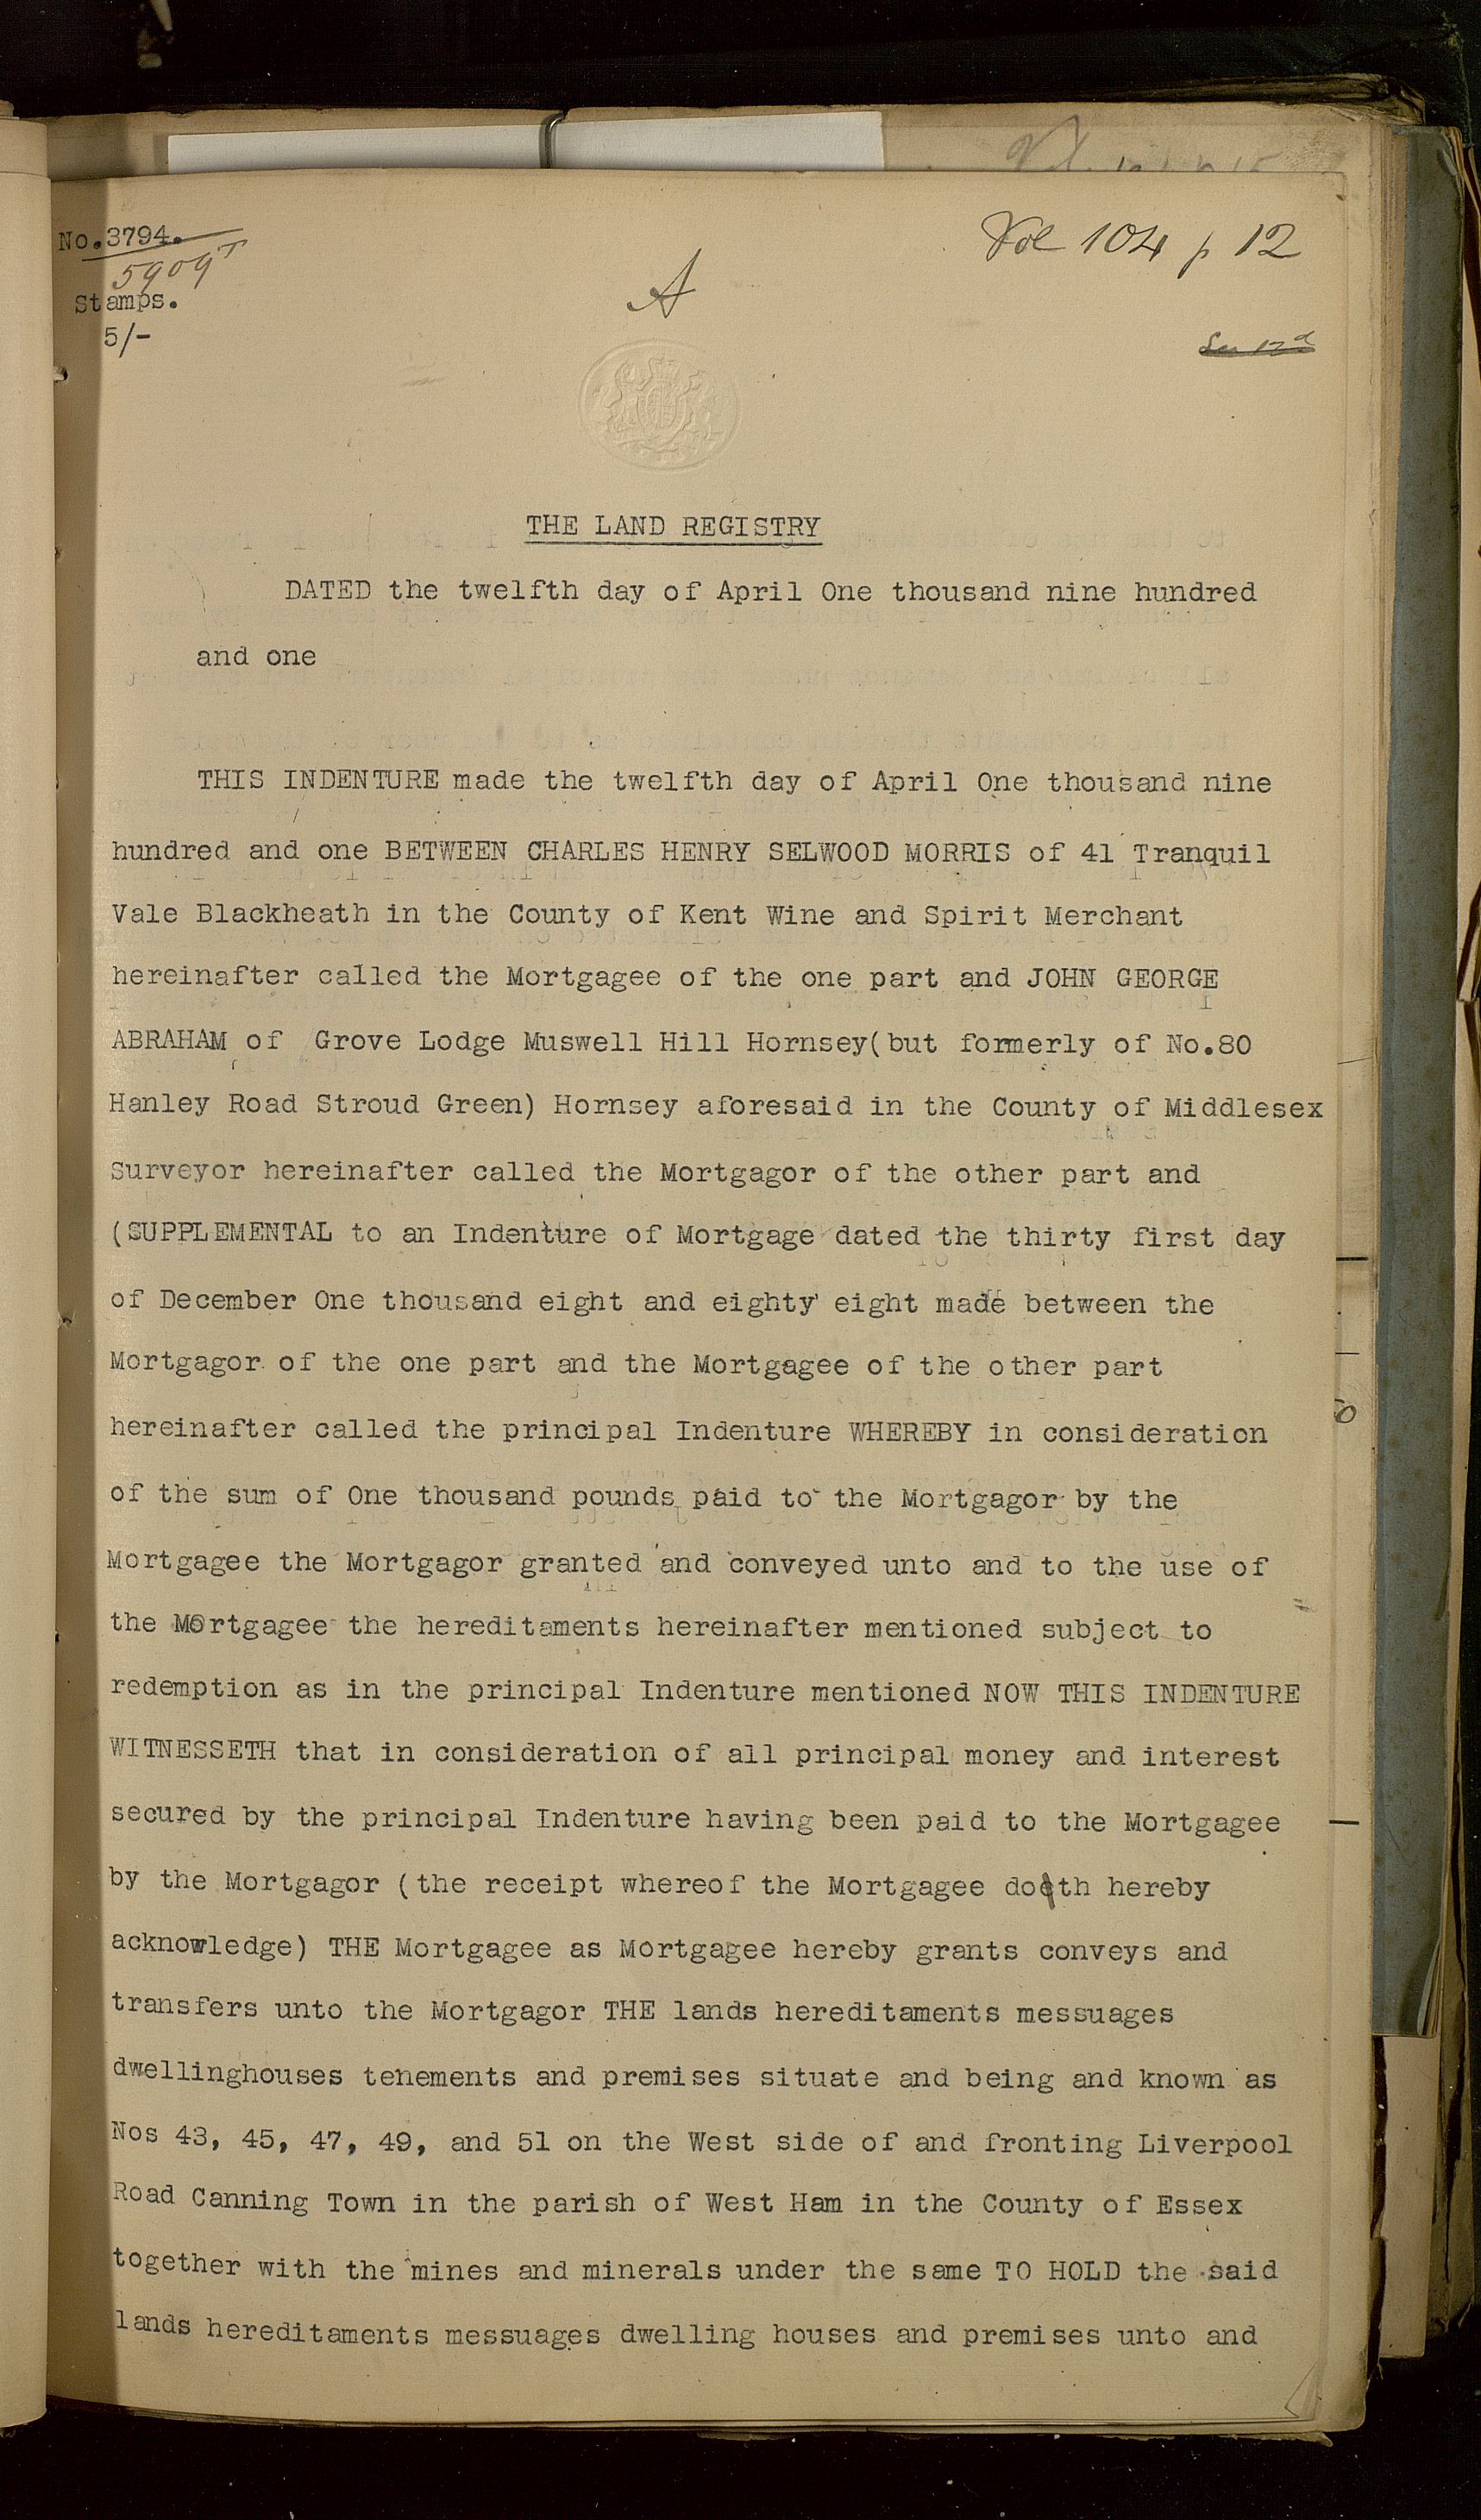 No.3794.
5909T
Stamps.
5/-
A
Vol 104 p 12
THE LAND REGISTRY
DATED the twelfth day of April One thousand nine hundred
and one
THIS INDENTURE made the twelfth day of April One thousand nine
hundred and one BETWEEN CHARLES HENRY SELWOOD MORRIS of 41 Tranquil
Vale Blackheath in the County of Kent Wine and Spirit Merchant
hereinafter called the Mortgagee of the one part and JOHN GEORGE
ABRAHAM of Grove Lodge Muswell Hill Hornsey(but formerly of No.80
Hanley Road Stroud Green) Hornsey aforesaid in the County of Middlesex
Surveyor hereinafter called the Mortgagor of the other part and
(SUPPLEMENTAL to an Indenture of Mortgage dated the thirty first day
of December One thousand eight and eighty eight made between the
Mortgagor of the one part and the Mortgagee of the other part
hereinafter called the principal Indenture WHEREBY in consideration
of the sum of One thousand pounds paid to the Mortgagor by the
Mortgagee the Mortgagor granted and conveyed unto and to the use of
the Mortgagee the hereditaments hereinafter mentioned subject to
redemption as in the principal Indenture mentioned NOW THIS INDENTURE
WITNESSETH that in consideration of all principal money and interest
secured by the principal Indenture having been paid to the Mortgagee
by the Mortgagor (the receipt whereof the Mortgagee doth hereby
acknowledge) THE Mortgagee as Mortgagee hereby grants conveys and
transfers unto the Mortgagor THE lands hereditaments messuages
dwellinghouses tenements and premises situate and being and known as
Nos 43, 45, 47, 49, and 51 on the West side of and fronting Liverpool
Road Canning Town in the parish of West Ham in the County of Essex
together with the mines and minerals under the same TO HOLD the said
lands hereditaments messuages dwelling houses and premises unto and